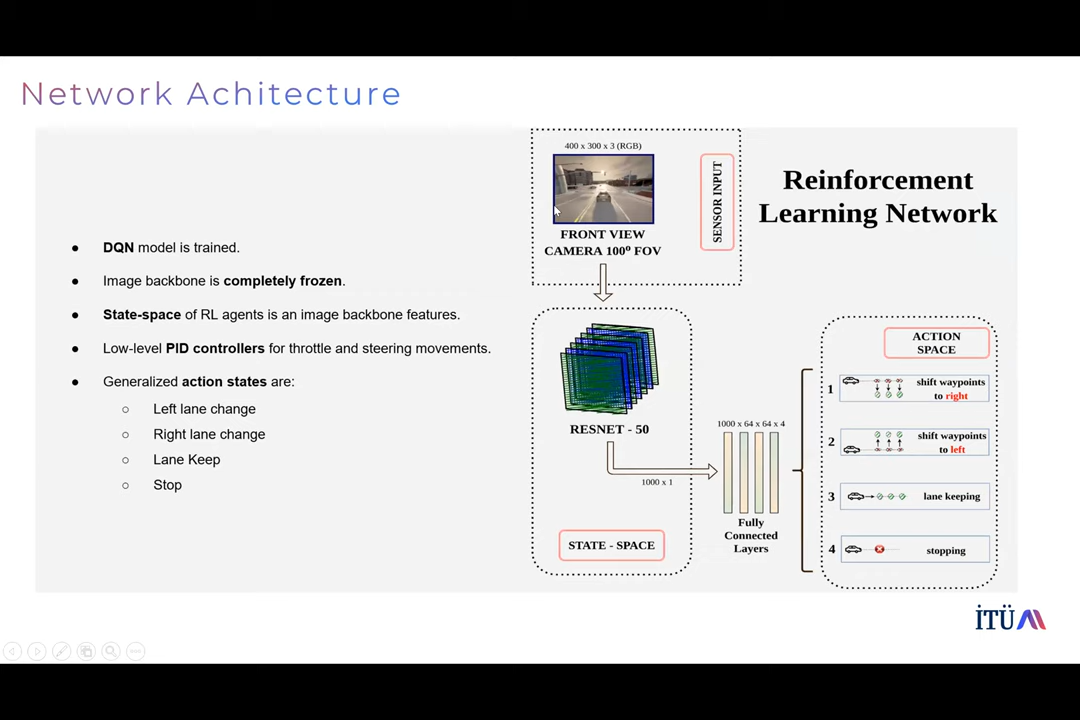 Network Achitecture
DQN model is trained.
Image backbone is completely frozen.
State-space of RL agents is an image backbone features.
Low-level PID controllers for throttle and steering movements.
Generalized action states are:
Left lane change
Right lane change
Lane Keep
Stop
400 x 300 x 3 (RGB)
FRONT VIEW
CAMERA 100⁰ FOV
SENSOR INPUT
Reinforcement
Learning Network
RESNET - 50
1000 x 1
STATE - SPACE
1000 x 64 x 64 x 4
Fully
Connected
Layers
ACTION
SPACE
1
shift waypoints
to right
2
shift waypoints
to left
3
lane keeping
4
stopping
İTÜ